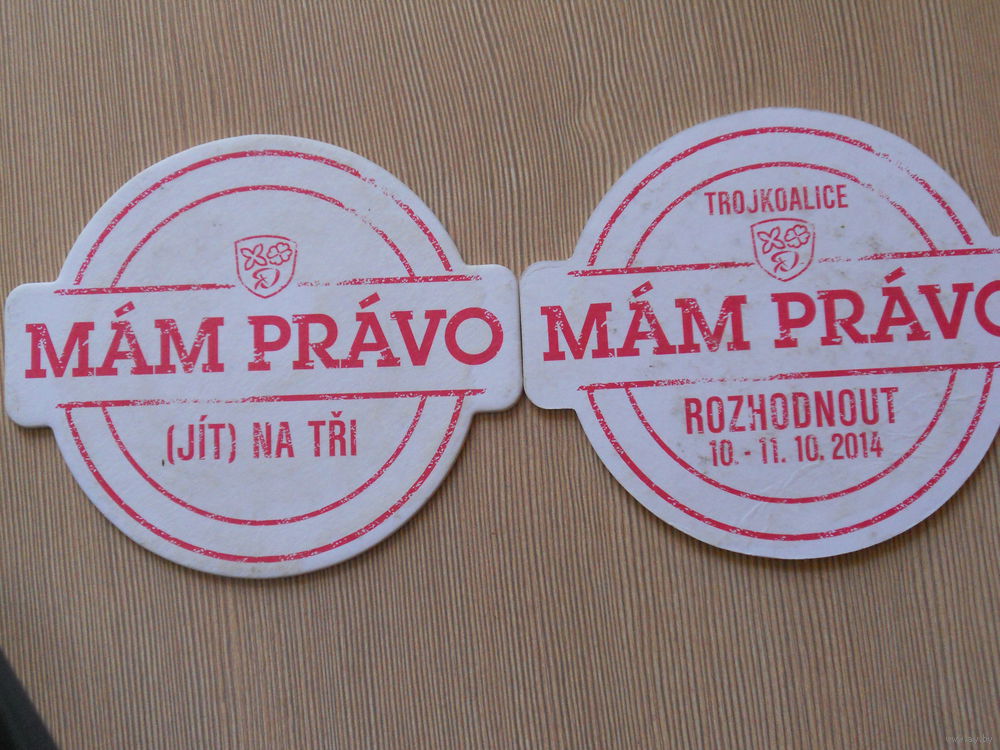 MÁM PRÁVO
(JÍT) NA TŘI
TROJKOALICE
MÁM PRÁVO
ROZHODNOUT
10. - 11. 10. 2014